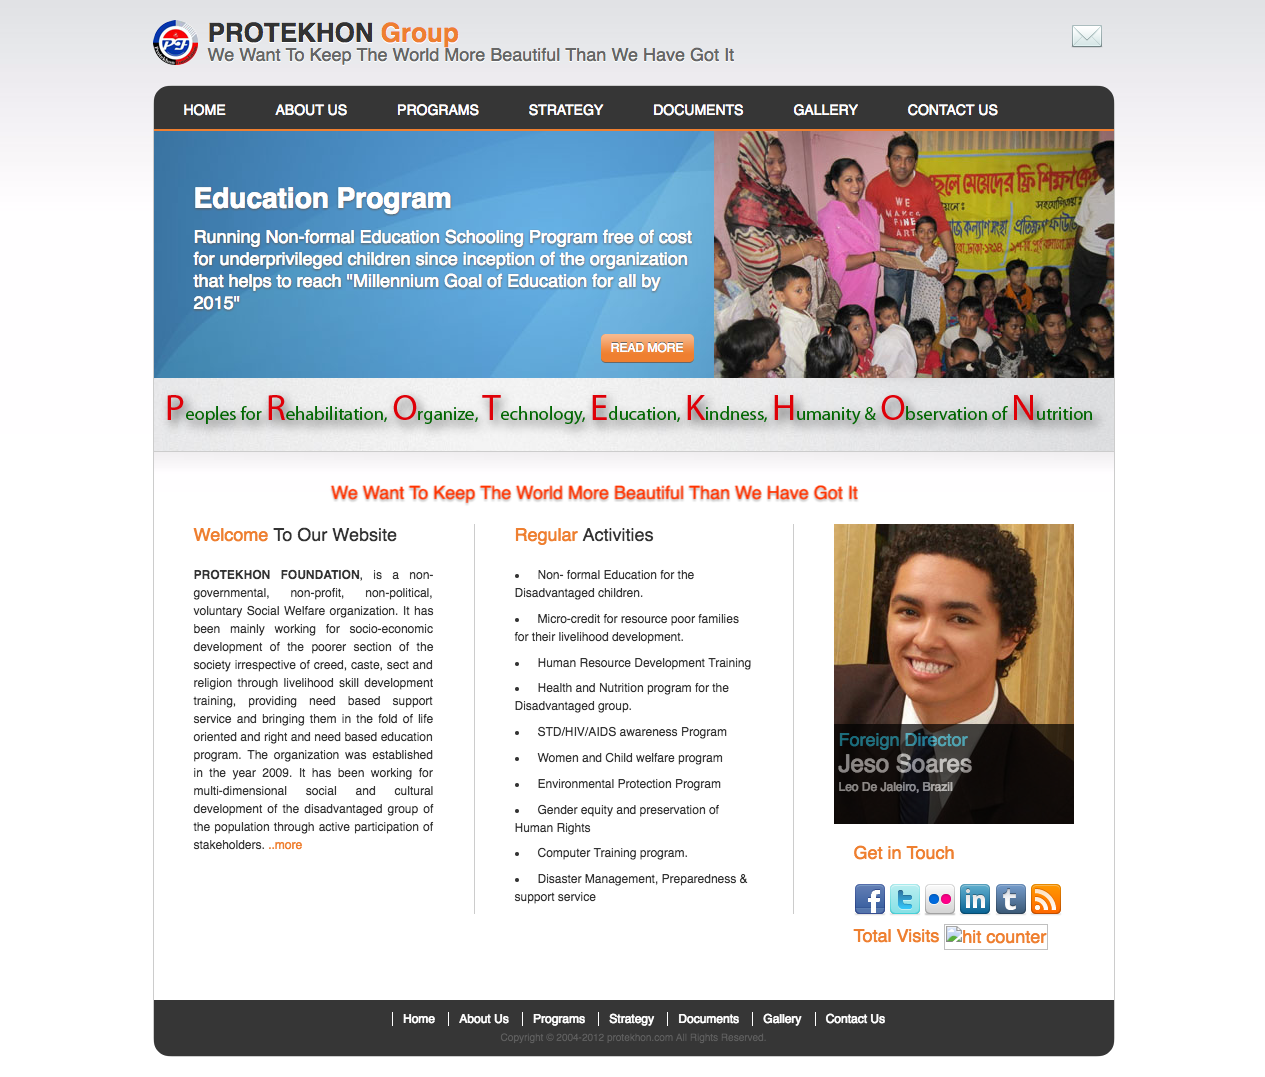 PROTEKHON Group
We Want To Keep The World More Beautiful Than We Have Got It
HOME ABOUT US PROGRAMS STRATEGY DOCUMENTS GALLERY CONTACT US
Education Program
Running Non-formal Education Schooling Program free of cost
for underprivileged children since inception of the organization
that helps to reach "Millennium Goal of Education for all by
2015"
READ MORE
WE
MAKES
FINE
ART
Peoples for Rehabilitation, Organize, Technology, Education, Kindness, Humanity & Observation of Nutrition
We Want To Keep The World More Beautiful Than We Have Got It
Welcome To Our Website
PROTEKHON FOUNDATION, is a non-
governmental, non-profit, non-political,
voluntary Social Welfare organization. It has
been mainly working for socio-economic
development of the poorer section of the
society irrespective of creed, caste, sect and
religion through livelihood skill development
training, providing need based support
service and bringing them in the fold of life
oriented and right and need based education
program. The organization was established
in the year 2009. It has been working for
multi-dimensional social and cultural
development of the disadvantaged group of
the population through active participation of
stakeholders. ..more
Regular Activities
• Non- formal Education for the
Disadvantaged children.
• Micro-credit for resource poor families
for their livelihood development.
• Human Resource Development Training
• Health and Nutrition program for the
Disadvantaged group.
• STD/HIV/AIDS awareness Program
• Women and Child welfare program
• Environmental Protection Program
• Gender equity and preservation of
Human Rights
• Computer Training program.
• Disaster Management, Preparedness &
support service
Foreign Director
Jeso Soares
Leo De Jaleiro, Brazil
Get in Touch
Total Visits hit counter
Home About Us Programs Strategy Documents Gallery Contact Us
Copyright © 2004-2012 protekhon.com All Rights Reserved.